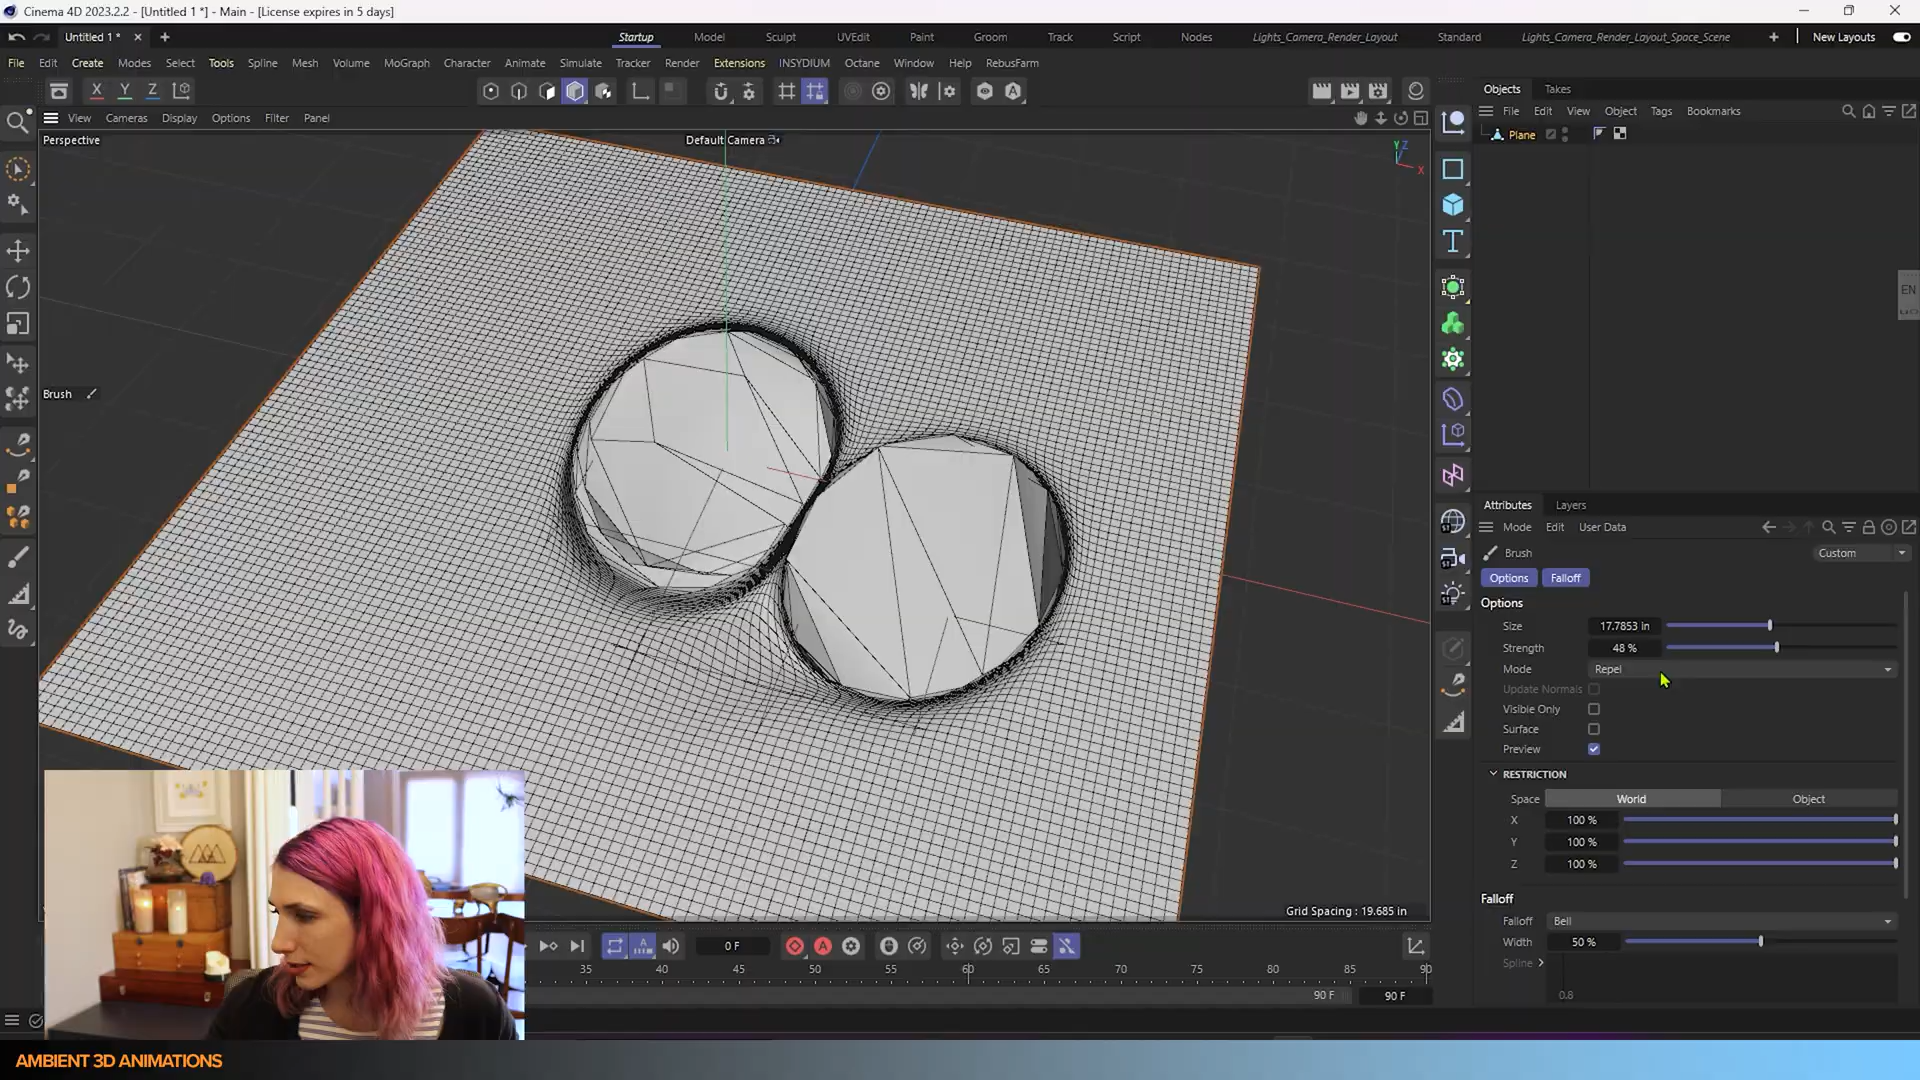 Cinema 4D 2023.2.2 - [Untitled 1 *] - Main - [License expires in 5 days]
Untitled 1 *
Startup Model Sculpt UVEdit Paint Groom Track Script Nodes Lights_Camera_Render_Layout Standard Lights_Camera_Render_Layout_Space_Scene New Layouts
File Edit Create Modes Select Tools Spline Mesh Volume MoGraph Character Animate Simulate Tracker Render Extensions INSYDIUM Octane Window Help RebusFarm
X Y Z
View Cameras Display Options Filter Panel
Perspective
Default Camera
Y Z
X
Brush
Grid Spacing : 19.685 in
Objects Takes
File Edit View Object Tags Bookmarks
Plane
EN
Attributes Layers
Mode Edit User Data
Brush Custom
Options Falloff
Options
Size 17.7853 in
Strength 48 %
Mode Repel
Update Normals
Visible Only
Surface
Preview
RESTRICTION
Space World Object
X 100 %
Y 100 %
Z 100 %
Falloff
Falloff Bell
Width 50 %
Spline
0.8
0 F
35 40 45 50 55 60 65 70 75 80 85 90
90 F 90 F
AMBIENT 3D ANIMATIONS